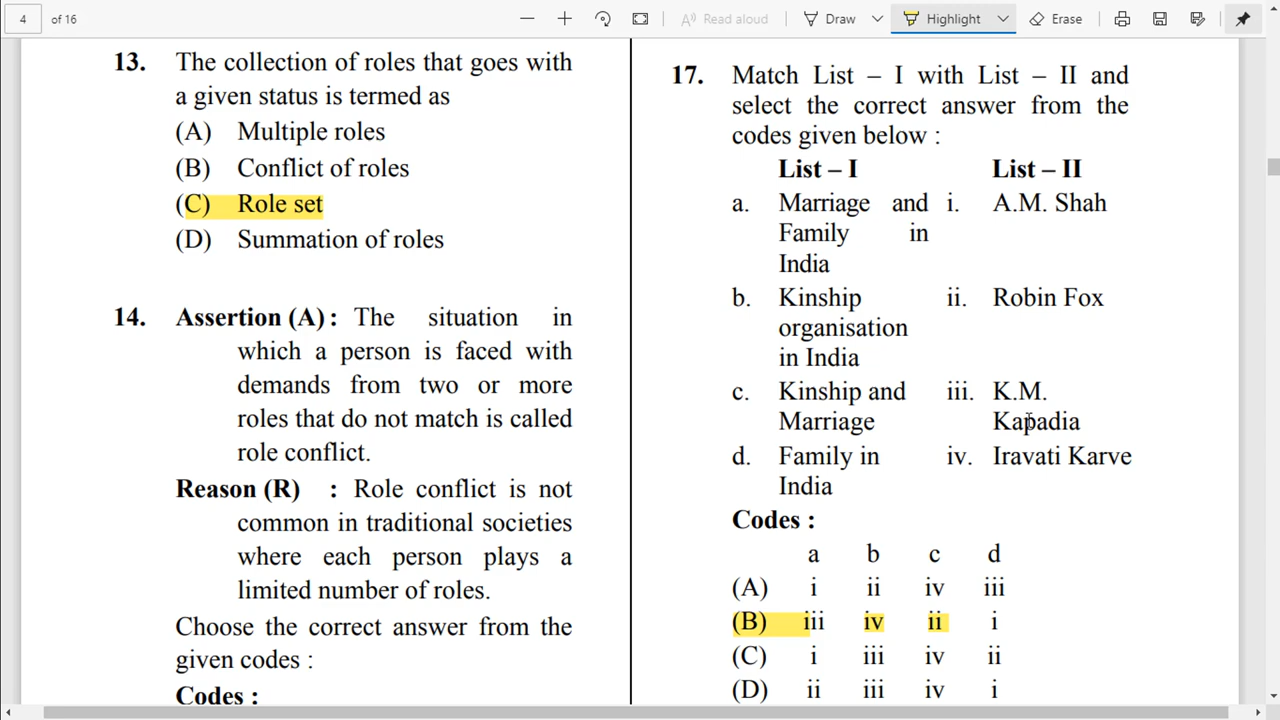 4 of 16 Read aloud Draw Highlight Erase
13. The collection of roles that goes with
a given status is termed as
(A) Multiple roles
(B) Conflict of roles
(C) Role set
(D) Summation of roles
14. Assertion (A) : The situation in
which a person is faced with
demands from two or more
roles that do not match is called
role conflict.
Reason (R) : Role conflict is not
common in traditional societies
where each person plays a
limited number of roles.
Choose the correct answer from the
given codes :
Codes :
17. Match List – I with List – II and
select the correct answer from the
codes given below :
List – I List – II
a. Marriage and i. A.M. Shah
Family in
India
b. Kinship ii. Robin Fox
organisation
in India
c. Kinship and iii. K.M.
Marriage Kapadia
d. Family in iv. Iravati Karve
India
Codes :
a b c d
(A) i ii iv iii
(B) iii iv ii i
(C) i iii iv ii
(D) ii iii iv i